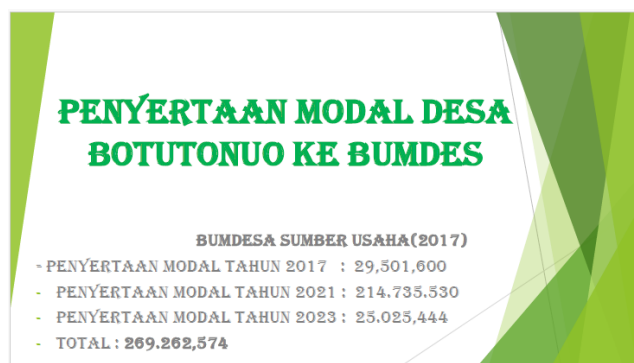 PENYERTAAN MODAL DESA
BOTUTONUO KE BUMDES
BUMDESA SUMBER USAHA(2017)
- PENYERTAAN MODAL TAHUN 2017 : 29,501,600
- PENYERTAAN MODAL TAHUN 2021 : 214.735.530
- PENYERTAAN MODAL TAHUN 2023 : 25.025,444
- TOTAL : 269.262,574